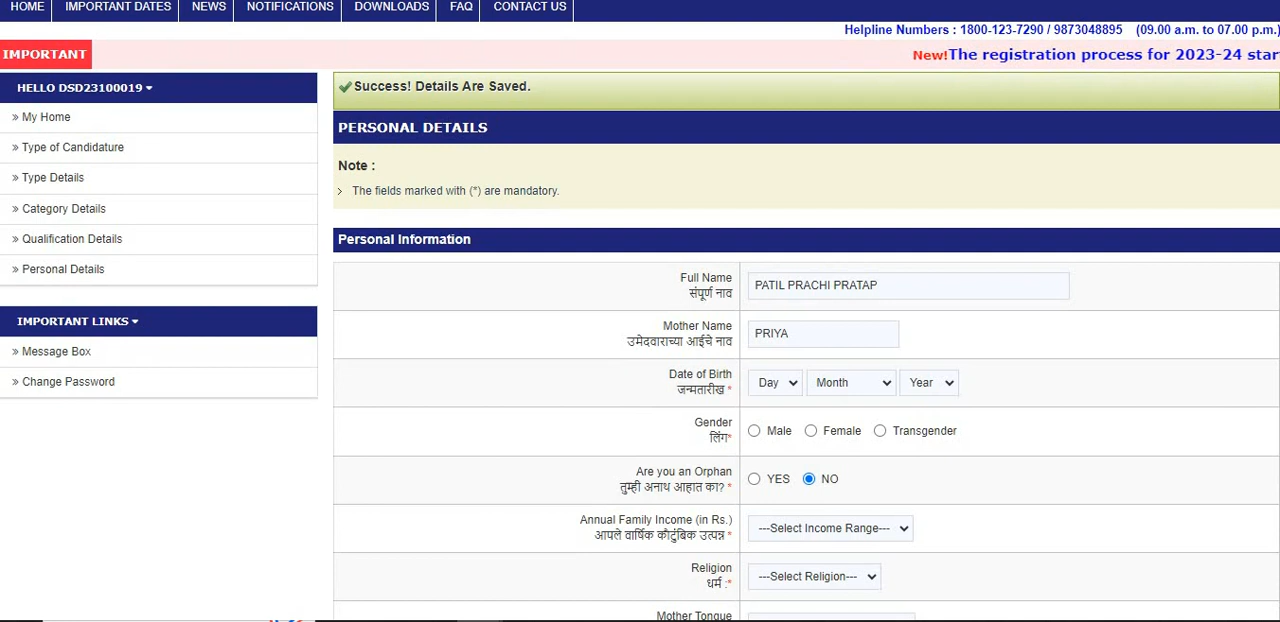 HOME IMPORTANT DATES NEWS NOTIFICATIONS DOWNLOADS FAQ CONTACT US
Helpline Numbers : 1800-123-7290 / 9873048895 (09.00 a.m. to 07.00 p.m.)
IMPORTANT
New!The registration process for 2023-24 star
HELLO DSD23100019
» My Home
» Type of Candidature
» Type Details
» Category Details
» Qualification Details
» Personal Details
IMPORTANT LINKS
» Message Box
» Change Password
Success! Details Are Saved.
PERSONAL DETAILS
Note :
The fields marked with (*) are mandatory.
Personal Information
Full Name
संपूर्ण नाव
PATIL PRACHI PRATAP
Mother Name
उमेदवाराच्या आईचे नाव
PRIYA
Date of Birth
जन्मतारीख *
Day Month Year
Gender
लिंग*
Male Female Transgender
Are you an Orphan
तुम्ही अनाथ आहात का? *
YES NO
Annual Family Income (in Rs.)
आपले वार्षिक कौटुंबिक उत्पन्न *
---Select Income Range---
Religion
धर्म :*
---Select Religion---
Mother Tongue